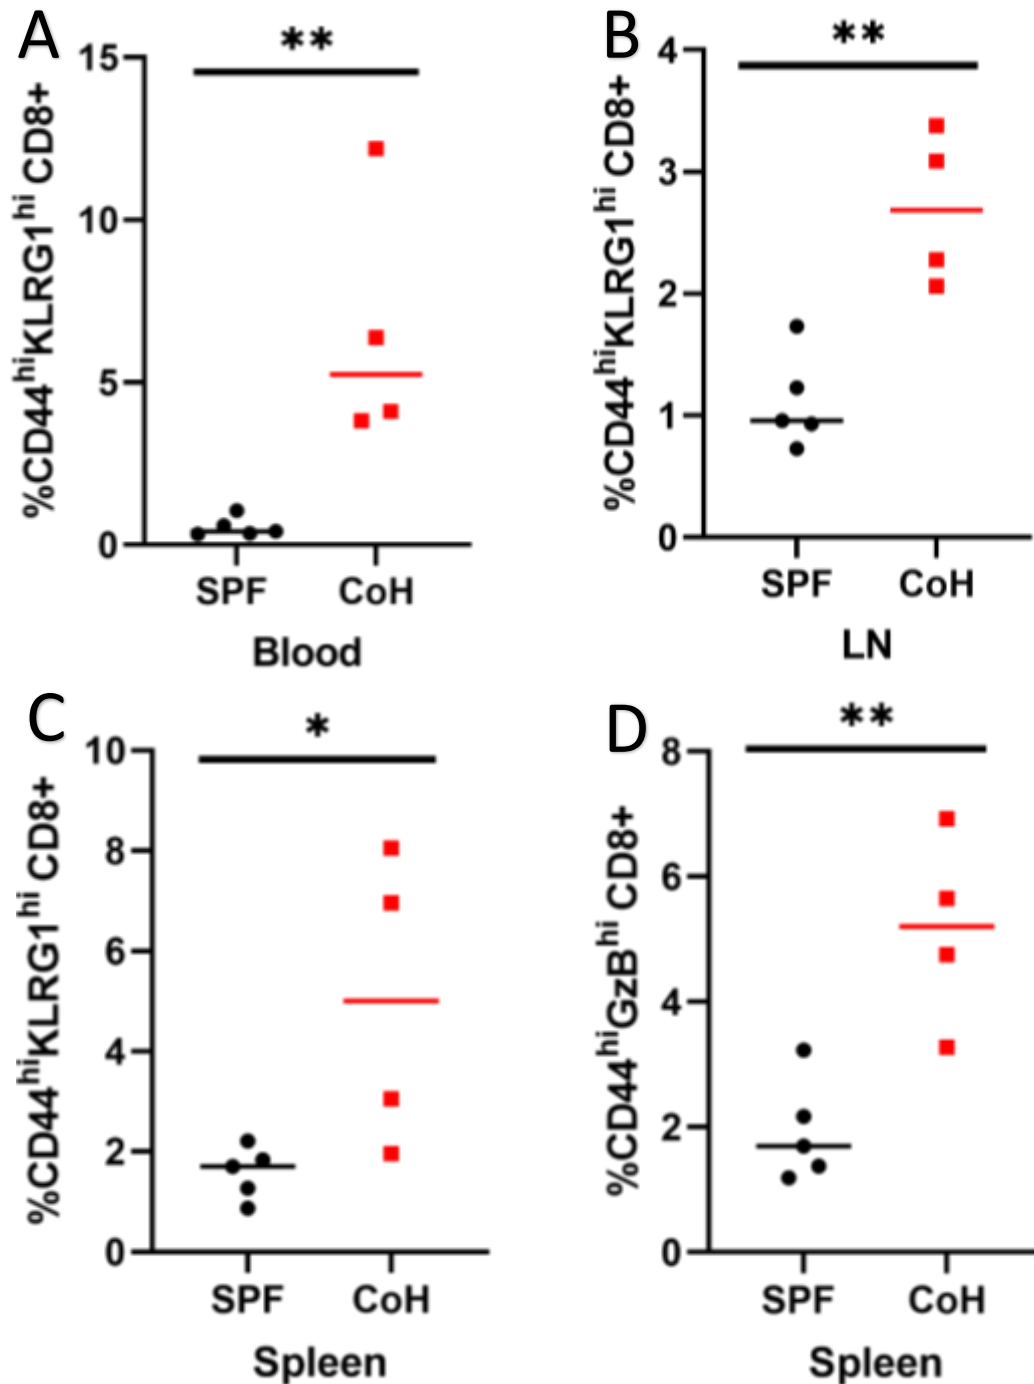 A
**
%CD44hiKLRG1hi CD8+
15
10
5
0
SPF CoH
Blood
B
**
%CD44hiKLRG1hi CD8+
4
3
2
1
0
SPF CoH
LN
C
*
%CD44hiKLRG1hi CD8+
10
8
6
4
2
0
SPF CoH
Spleen
D
**
%CD44hiGzBhi CD8+
8
6
4
2
0
SPF CoH
Spleen